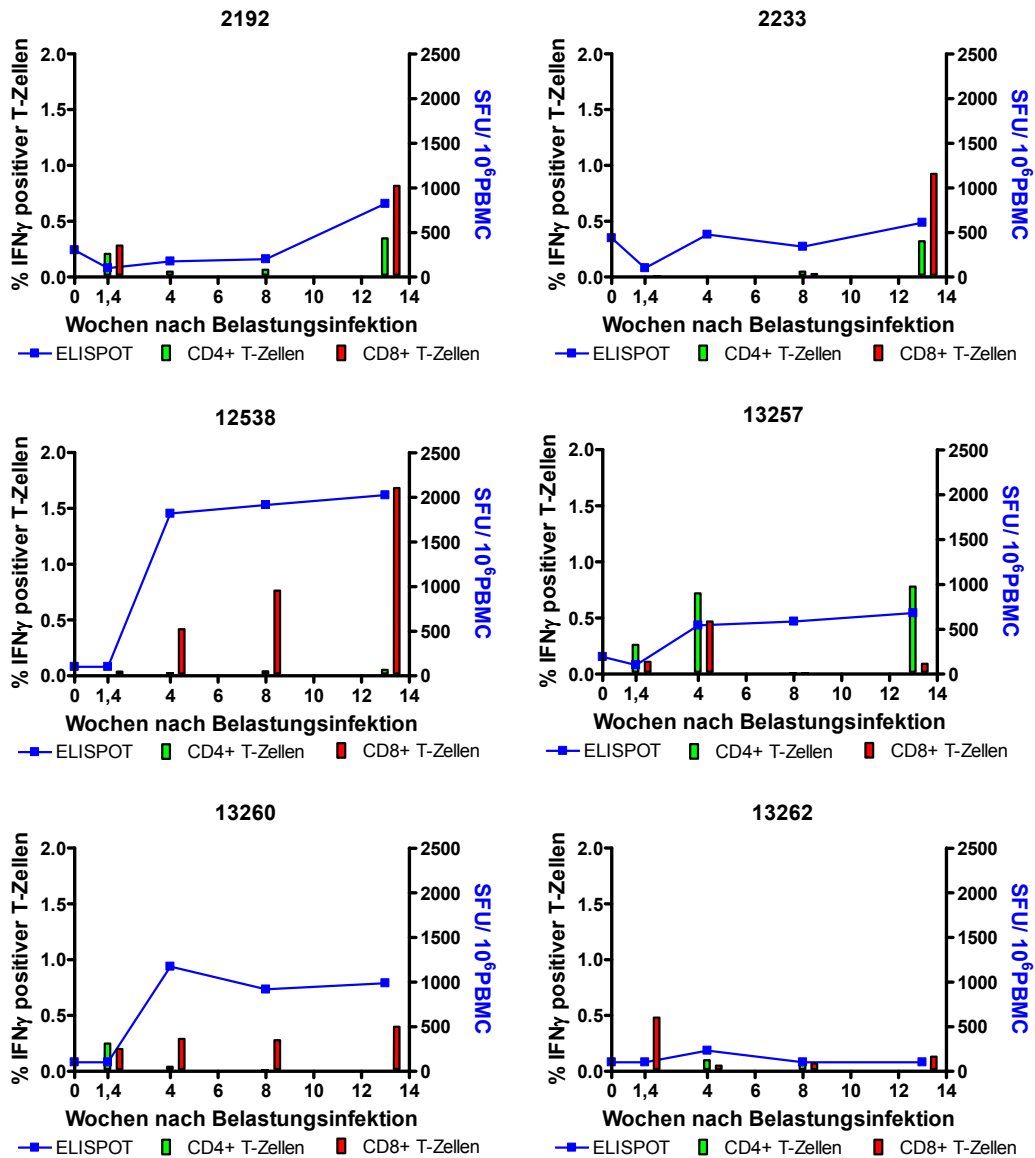 2192
% IFNγ positiver T-Zellen
2.0
1.5
1.0
0.5
0.0
2500
2000
1500
1000
500
0
SFU/ 10⁶PBMC
0 1,4 4 8 10 12 14
Wochen nach Belastungsinfektion
ELISPOT CD4+ T-Zellen CD8+ T-Zellen
2233
% IFNγ positiver T-Zellen
2.0
1.5
1.0
0.5
0.0
2500
2000
1500
1000
500
0
SFU/ 10⁶PBMC
0 1,4 4 8 10 12 14
Wochen nach Belastungsinfektion
ELISPOT CD4+ T-Zellen CD8+ T-Zellen
12538
% IFNγ positiver T-Zellen
2.0
1.5
1.0
0.5
0.0
2500
2000
1500
1000
500
0
SFU/ 10⁶PBMC
0 1,4 4 8 10 12 14
Wochen nach Belastungsinfektion
ELISPOT CD4+ T-Zellen CD8+ T-Zellen
13257
% IFNγ positiver T-Zellen
2.0
1.5
1.0
0.5
0.0
2500
2000
1500
1000
500
0
SFU/ 10⁶PBMC
0 1,4 4 8 10 12 14
Wochen nach Belastungsinfektion
ELISPOT CD4+ T-Zellen CD8+ T-Zellen
13260
% IFNγ positiver T-Zellen
2.0
1.5
1.0
0.5
0.0
2500
2000
1500
1000
500
0
SFU/ 10⁶PBMC
0 1,4 4 8 10 12 14
Wochen nach Belastungsinfektion
ELISPOT CD4+ T-Zellen CD8+ T-Zellen
13262
% IFNγ positiver T-Zellen
2.0
1.5
1.0
0.5
0.0
2500
2000
1500
1000
500
0
SFU/ 10⁶PBMC
0 1,4 4 8 10 12 14
Wochen nach Belastungsinfektion
ELISPOT CD4+ T-Zellen CD8+ T-Zellen